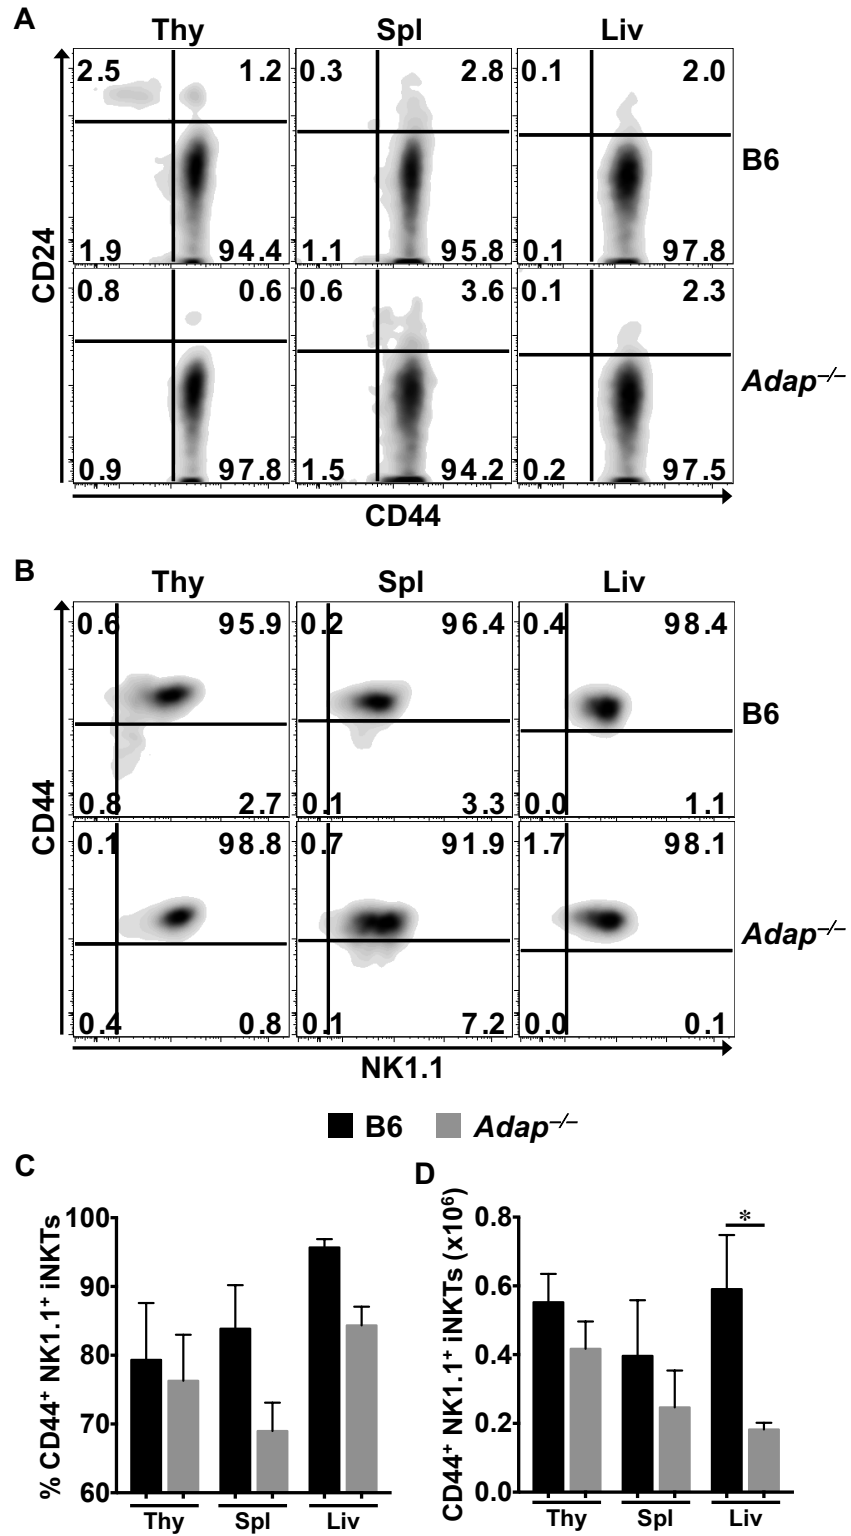 A
Thy Spl Liv
2.5 1.2 0.3 2.8 0.1 2.0
B6
1.9 94.4 1.1 95.8 0.1 97.8
CD24
0.8 0.6 0.6 3.6 0.1 2.3
Adap–/–
0.9 97.8 1.5 94.2 0.2 97.5
CD44
B
Thy Spl Liv
0.6 95.9 0.2 96.4 0.4 98.4
B6
0.8 2.7 0.1 3.3 0.0 1.1
CD44
0.1 98.8 0.7 91.9 1.7 98.1
Adap–/–
0.4 0.8 0.1 7.2 0.0 0.1
NK1.1
B6 Adap–/–
C
% CD44+ NK1.1+ iNKTs
100
90
80
70
60
Thy Spl Liv
D
CD44+ NK1.1+ iNKTs (x10⁶)
0.8
0.6
0.4
0.2
0.0
*
Thy Spl Liv